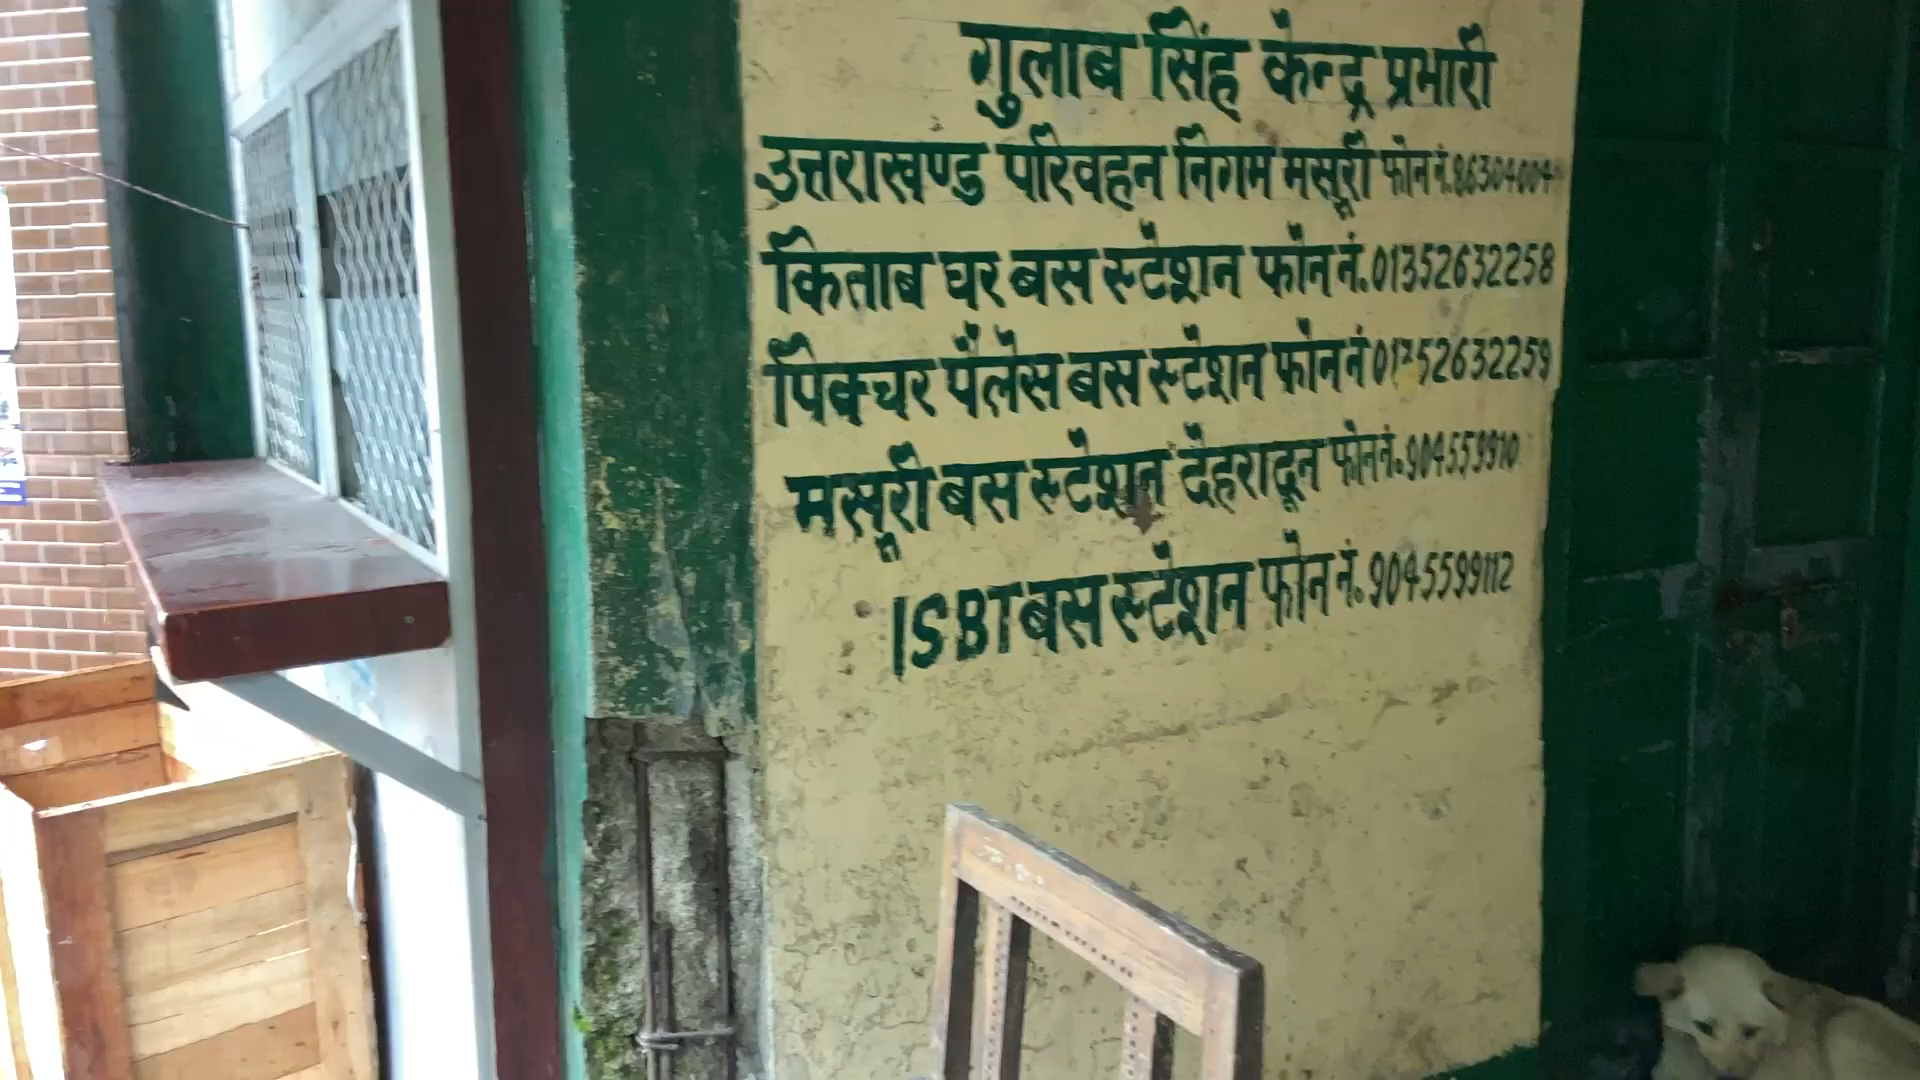 गुलाब सिंह केन्द्र प्रभारी
उत्तराखण्ड परिवहन निगम मसूरी फोन नं.
किताब घर बस स्टेशन फोन नं. 01352632258
पिक्चर पैलेस बस स्टेशन फोन नं 01352632259
मसूरी बस स्टेशन देहरादून फोन नं.
ISBT बस स्टेशन फोन नं. 9045599112